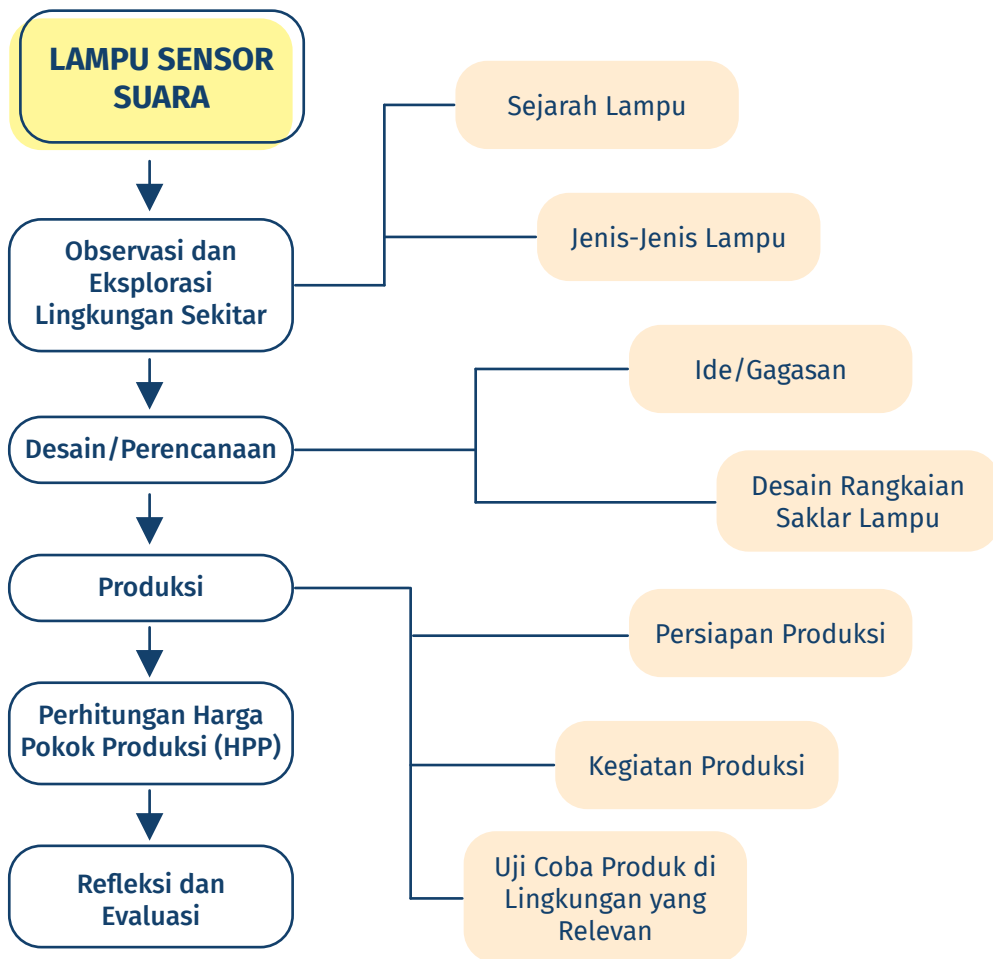 LAMPU SENSOR
SUARA
Sejarah Lampu
Observasi dan
Eksplorasi
Lingkungan Sekitar
Jenis-Jenis Lampu
Ide/Gagasan
Desain/Perencanaan
Desain Rangkaian
Saklar Lampu
Produksi
Persiapan Produksi
Perhitungan Harga
Pokok Produksi (HPP)
Kegiatan Produksi
Refleksi dan
Evaluasi
Uji Coba Produk di
Lingkungan yang
Relevan